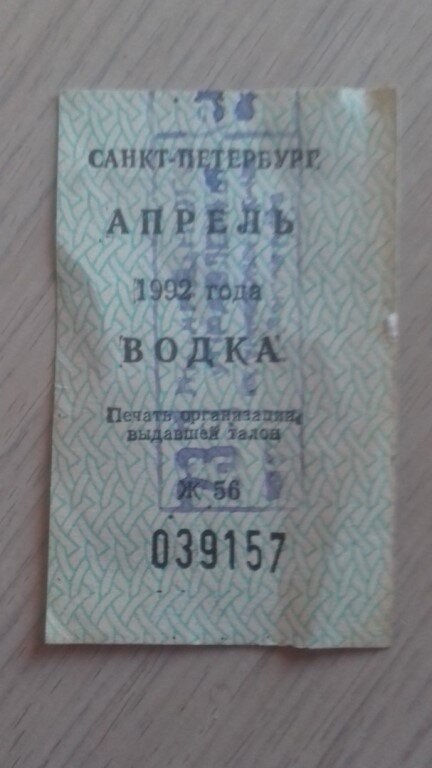 САНКТ-ПЕТЕРБУРГ
АПРЕЛЬ
1992 года
ВОДКА
Печать организации,
выдавшей талон
Ж 56
039157